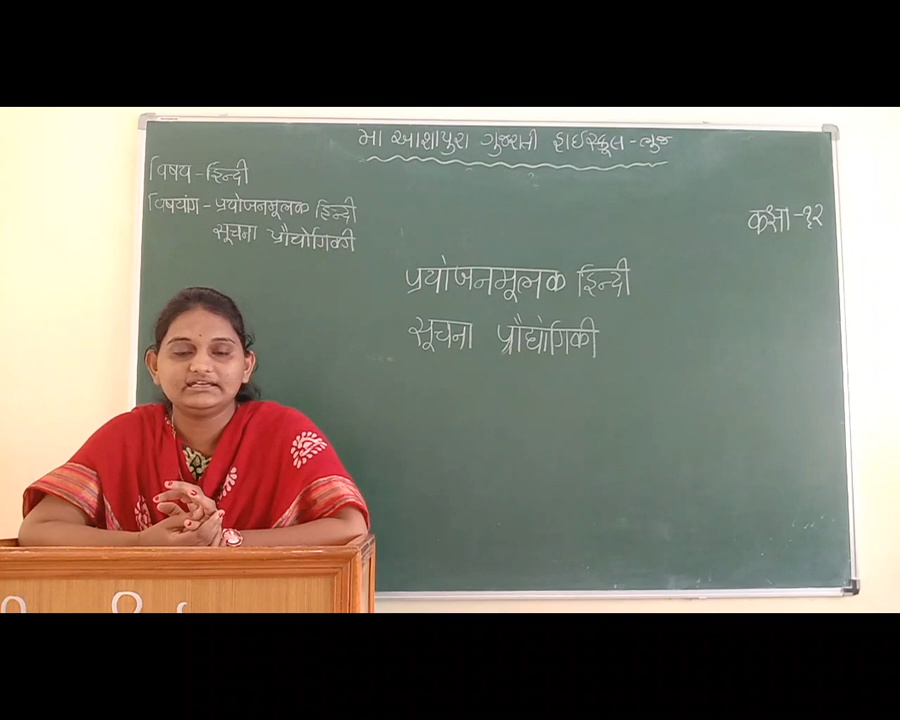 મા આશાપુરા ગુજરાતી હાઈસ્કૂલ - ભુજ
विषय - हिन्दी
विषयांग - प्रयोजनमूलक हिन्दी
सूचना प्रौद्योगिकी
कक्षा - १२
प्रयोजनमूलक हिन्दी
सूचना प्रौद्योगिकी